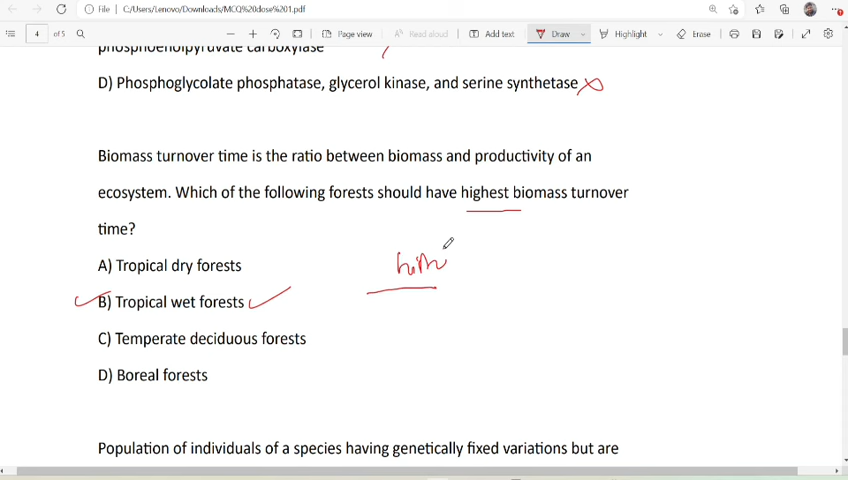 File | C:/Users/Lenovo/Downloads/MCQ%20dose%201.pdf
4 of 5 Page view Read aloud Add text Draw Highlight Erase
phosphoenolpyruvate carboxylase
D) Phosphoglycolate phosphatase, glycerol kinase, and serine synthetase
Biomass turnover time is the ratio between biomass and productivity of an
ecosystem. Which of the following forests should have highest biomass turnover
time?
A) Tropical dry forests
B) Tropical wet forests
C) Temperate deciduous forests
D) Boreal forests
Population of individuals of a species having genetically fixed variations but are